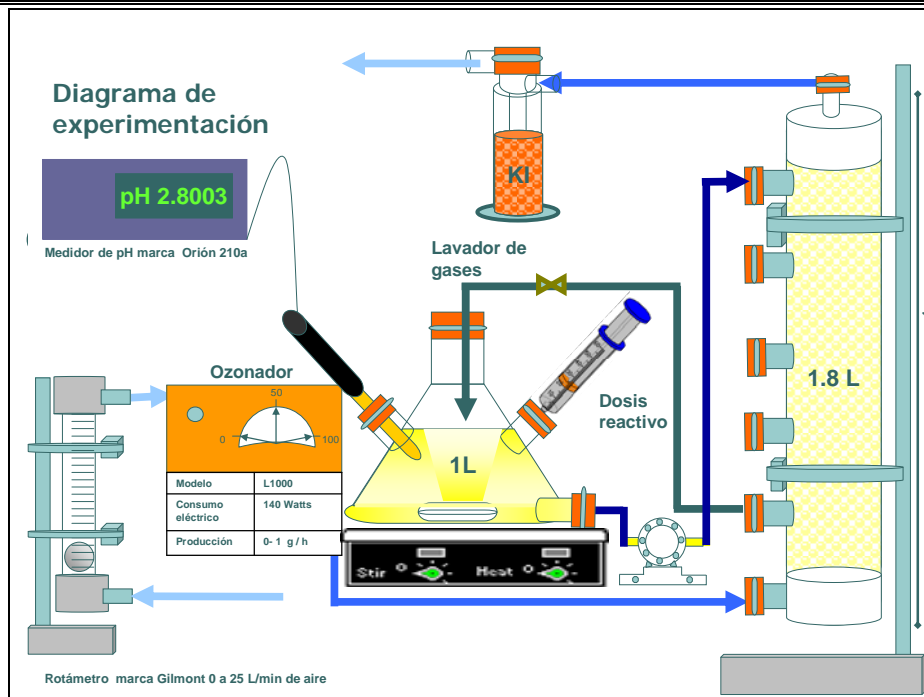 Diagrama de
experimentación
pH 2.8003
Medidor de pH marca Orión 210a
KI
Lavador de
gases
Ozonador
0
50
100
Modelo L1000
Consumo
eléctrico 140 Watts
Producción 0- 1 g / h
1L
Dosis
reactivo
1.8 L
Stir
Heat
Rotámetro marca Gilmont 0 a 25 L/min de aire